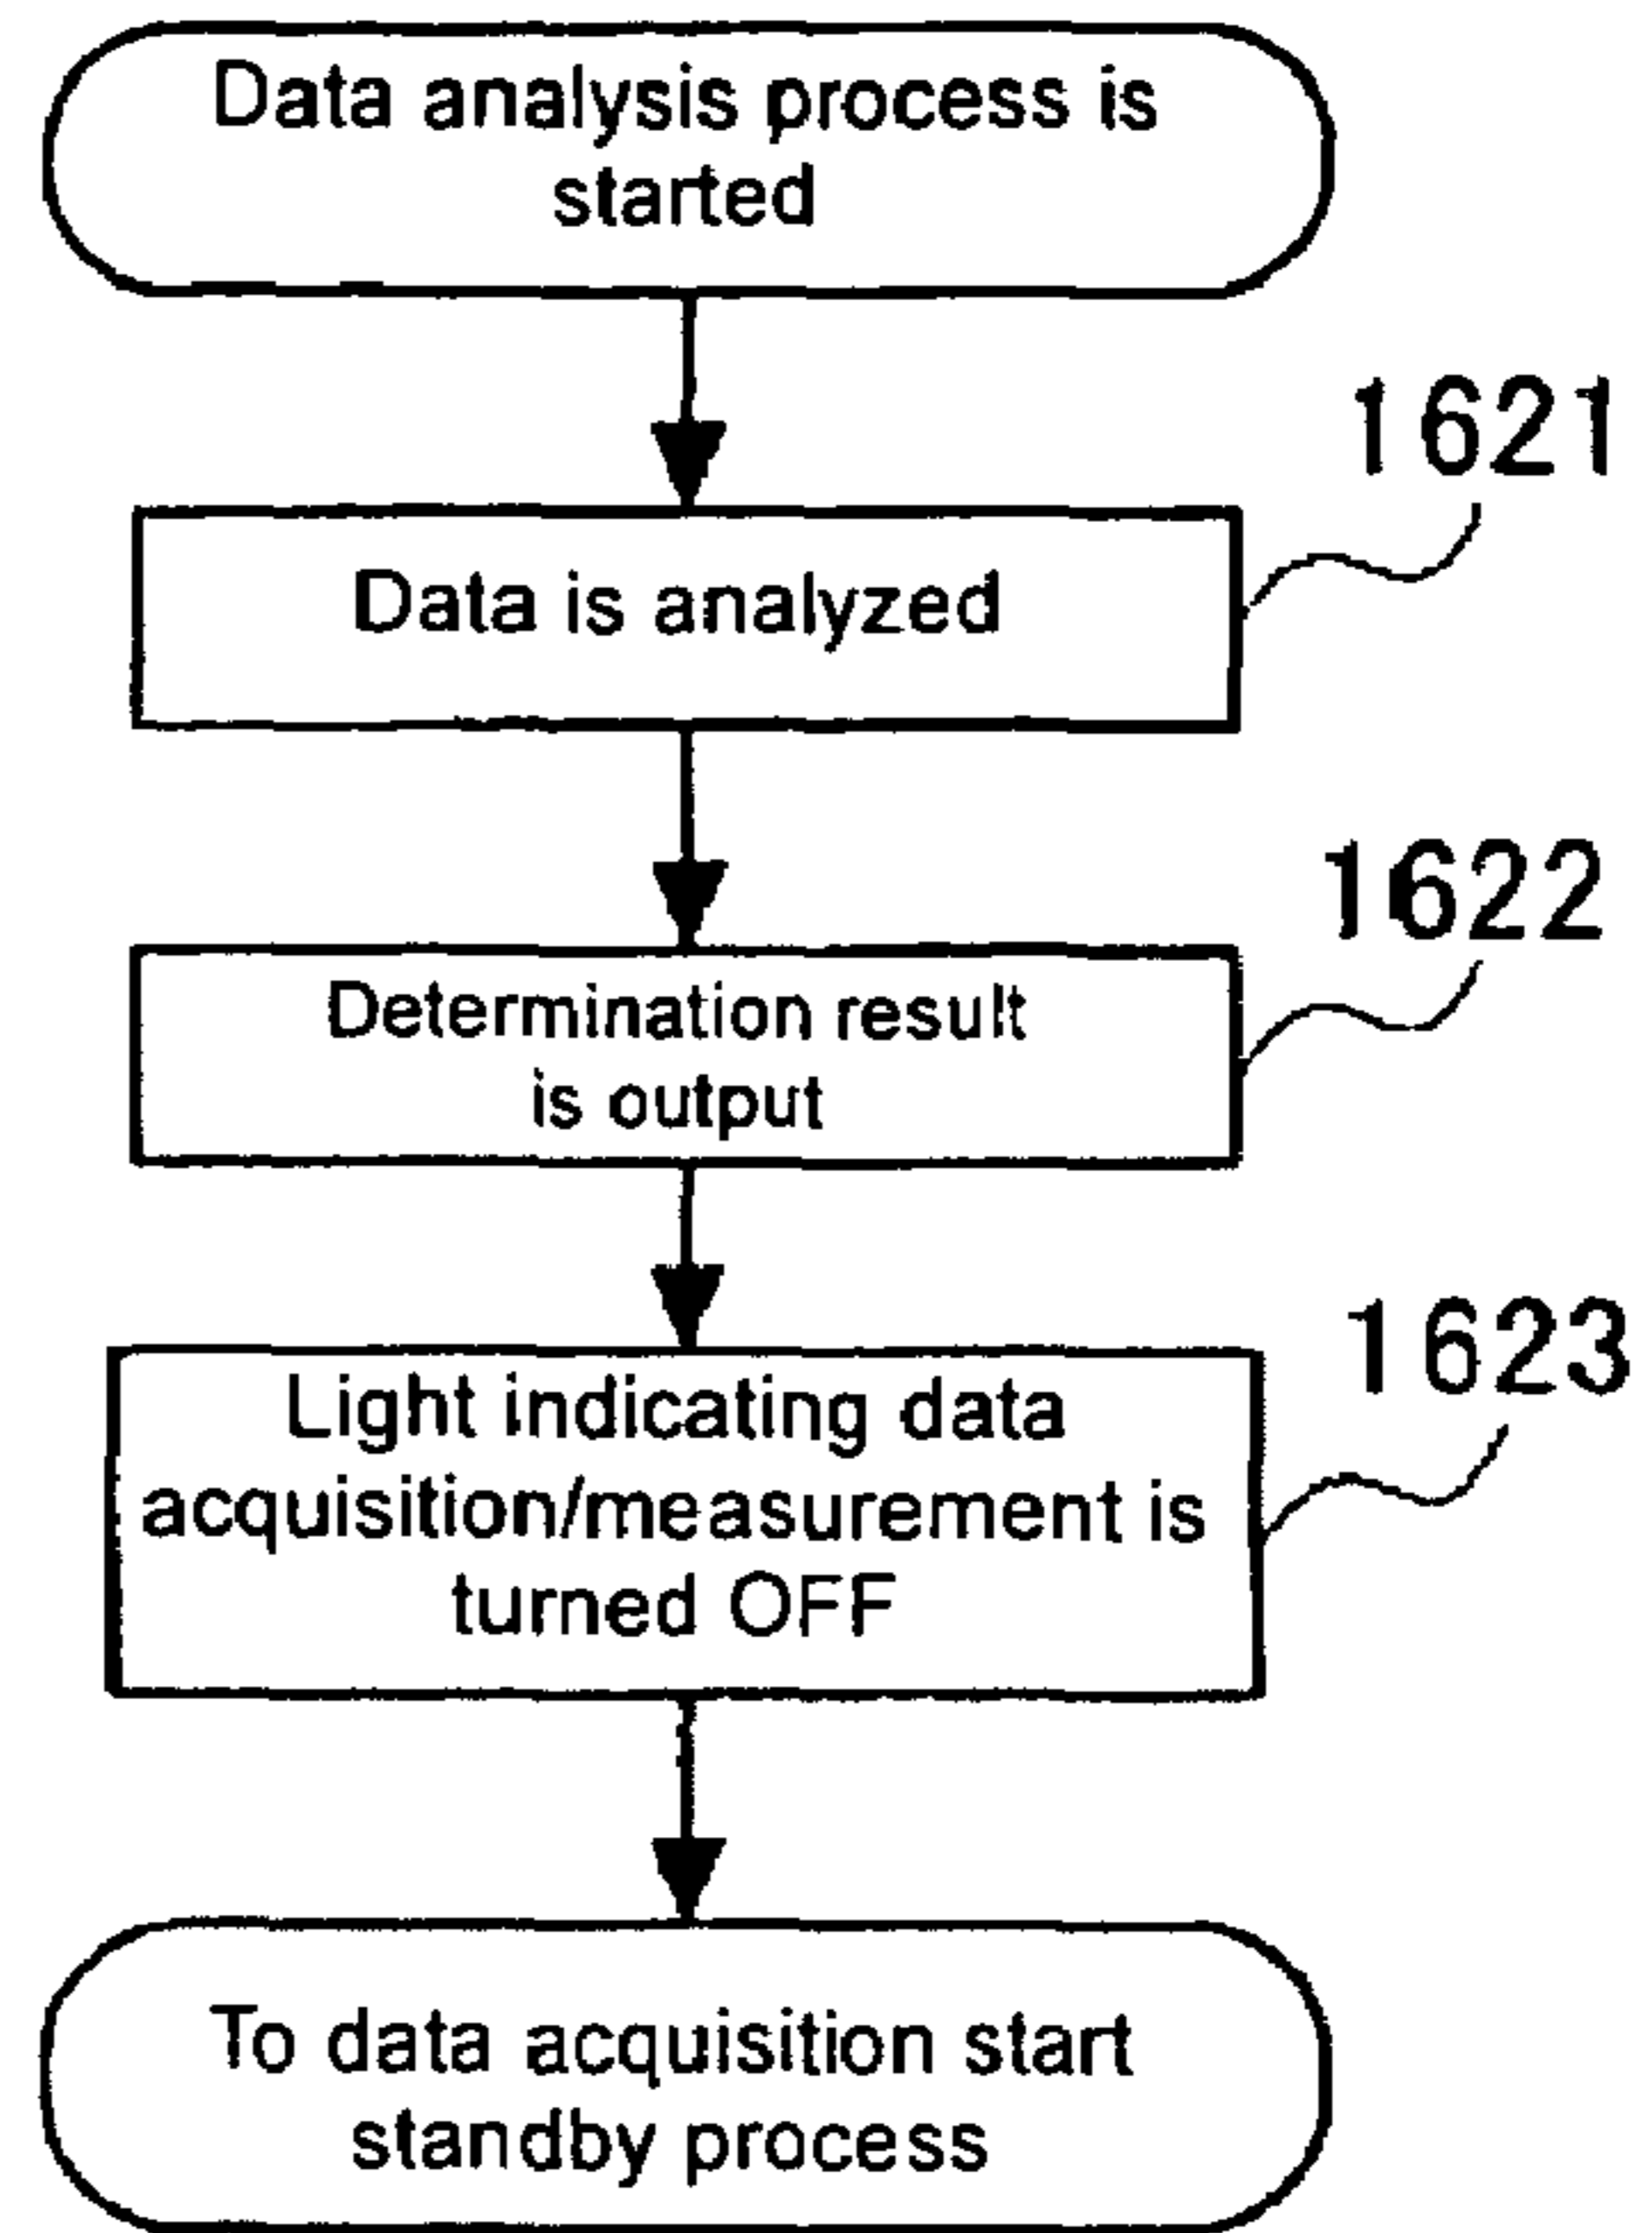 Data analysis process is
started
1621
Data is analyzed
1622
Determination result
is output
1623
Light indicating data
acquisition/measurement is
turned OFF
To data acquisition start
standby process